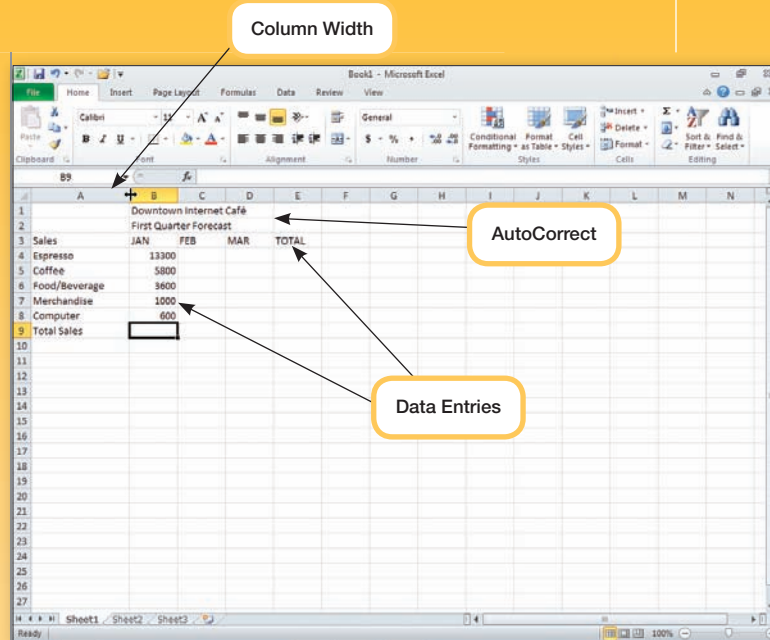 Column Width
Book1 - Microsoft Excel
File Home Insert Page Layout Formulas Data Review View
Paste
Calibri 11 A A
B I U A
General
$ % ,
Conditional Formatting
Format as Table
Cell Styles
Insert
Delete
Format
Σ
Sort & Filter
Find & Select
Clipboard Font Alignment Number Styles Cells Editing
B9 fx
A B C D E F G H I J K L M N
1 Downtown Internet Café
2 First Quarter Forecast
3 Sales JAN FEB MAR TOTAL
4 Espresso 13300
5 Coffee 5800
6 Food/Beverage 3600
7 Merchandise 1000
8 Computer 600
9 Total Sales
10
11
12
13
14
15
16
17
18
19
20
21
22
23
24
25
26
27
AutoCorrect
Data Entries
Sheet1 Sheet2 Sheet3
Ready 100%